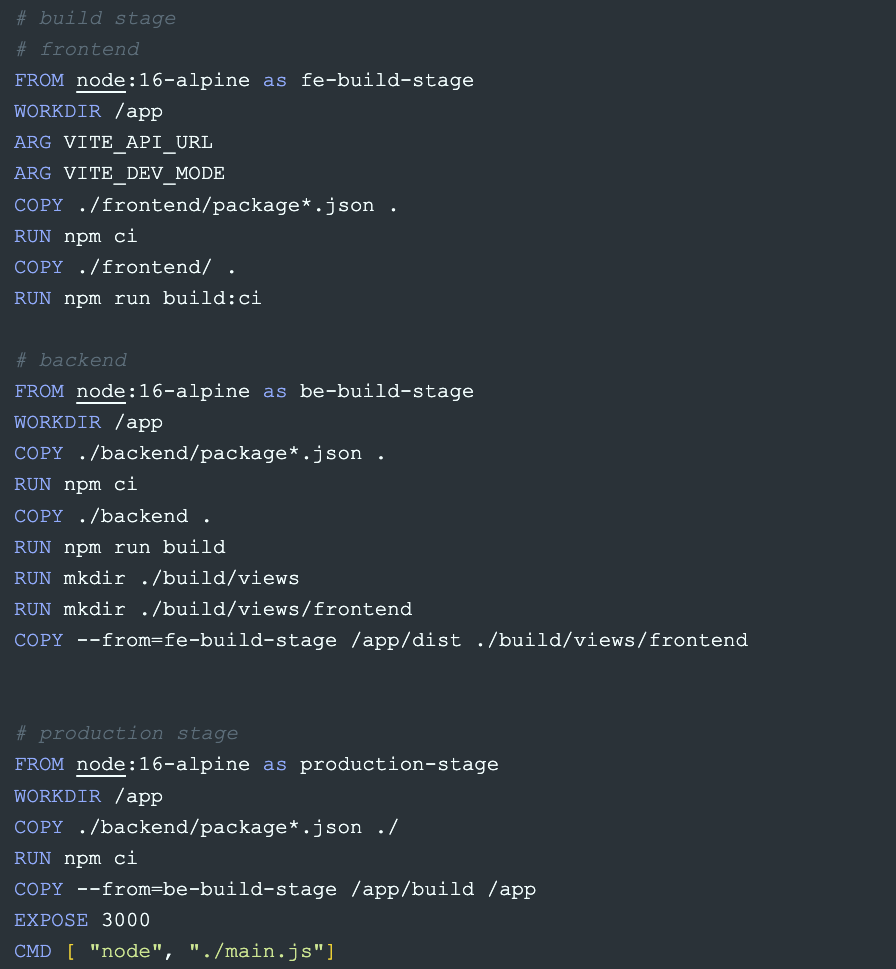 # build stage
# frontend
FROM node:16-alpine as fe-build-stage
WORKDIR /app
ARG VITE_API_URL
ARG VITE_DEV_MODE
COPY ./frontend/package*.json .
RUN npm ci
COPY ./frontend/ .
RUN npm run build:ci
# backend
FROM node:16-alpine as be-build-stage
WORKDIR /app
COPY ./backend/package*.json .
RUN npm ci
COPY ./backend .
RUN npm run build
RUN mkdir ./build/views
RUN mkdir ./build/views/frontend
COPY --from=fe-build-stage /app/dist ./build/views/frontend
# production stage
FROM node:16-alpine as production-stage
WORKDIR /app
COPY ./backend/package*.json ./
RUN npm ci
COPY --from=be-build-stage /app/build /app
EXPOSE 3000
CMD [ "node", "./main.js"]